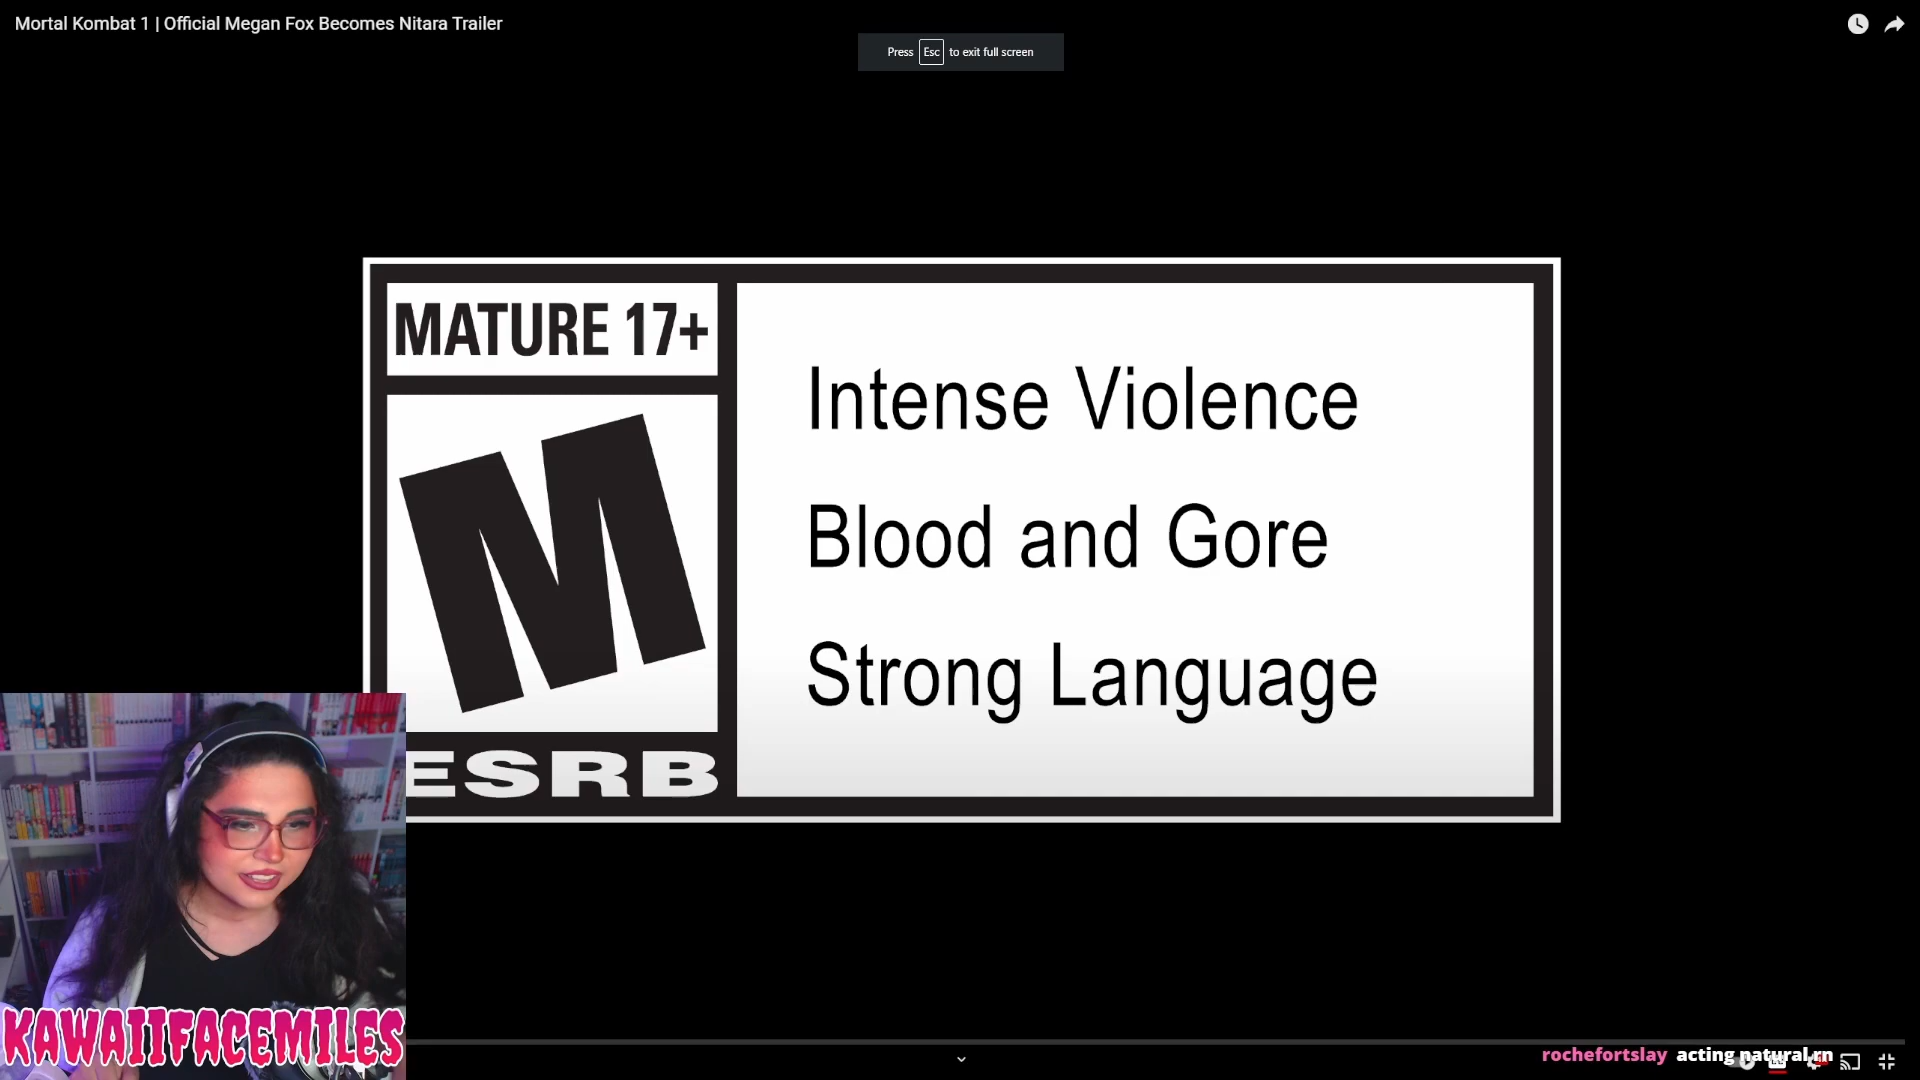 Mortal Kombat 1 | Official Megan Fox Becomes Nitara Trailer
Press Esc to exit full screen
MATURE 17+
Intense Violence
M
Blood and Gore
Strong Language
ESRB
KAWAIIFACEMILES
rochefortslay acting natural rn